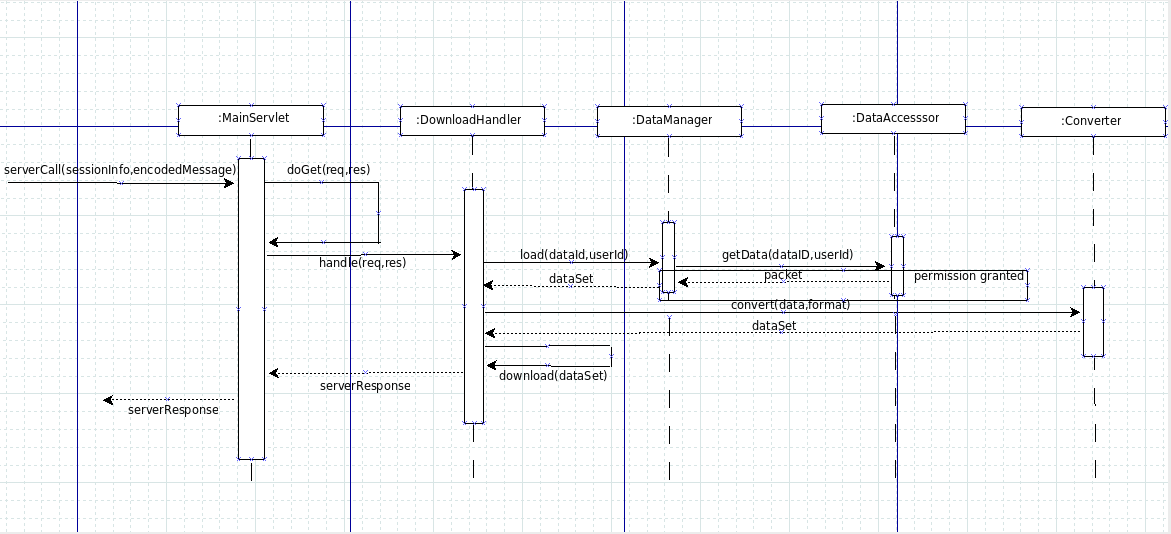 :MainServlet
:DownloadHandler
:DataManager
:DataAccesssor
:Converter
serverCall(sessionInfo,encodedMessage)
doGet(req,res)
handle(req,res)
load(dataId,userId)
getData(dataID,userId)
dataSet
packet
permission granted
convert(data,format)
dataSet
download(dataSet)
serverResponse
serverResponse